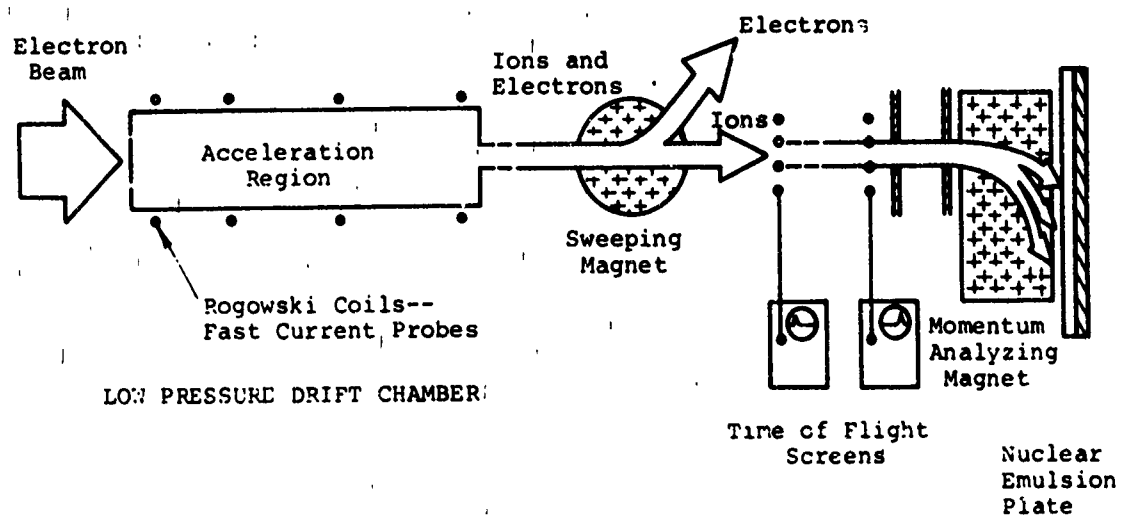 Electron
Beam
Acceleration
Region
Ions and
Electrons
Electrons
Ions
Sweeping
Magnet
Rogowski Coils--
Fast Current Probes
LOW PRESSURE DRIFT CHAMBER
Momentum
Analyzing
Magnet
Time of Flight
Screens
Nuclear
Emulsion
Plate